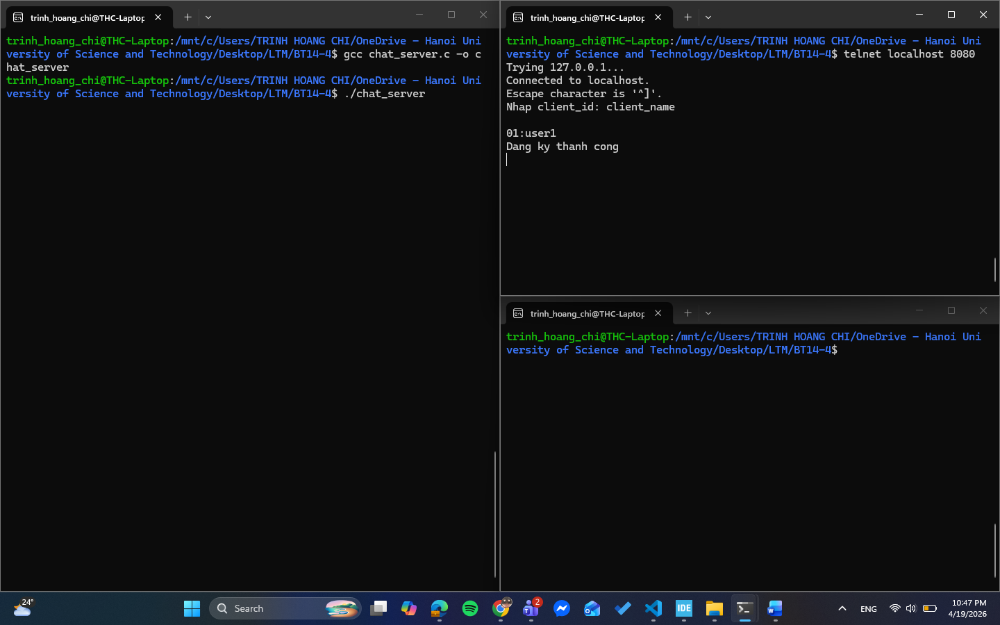 trinh_hoang_chi@THC-Laptop
trinh_hoang_chi@THC-Laptop:/mnt/c/Users/TRINH HOANG CHI/OneDrive - Hanoi Uni
versity of Science and Technology/Desktop/LTM/BT14-4$ gcc chat_server.c -o c
hat_server
trinh_hoang_chi@THC-Laptop:/mnt/c/Users/TRINH HOANG CHI/OneDrive - Hanoi Uni
versity of Science and Technology/Desktop/LTM/BT14-4$ ./chat_server
trinh_hoang_chi@THC-Laptop
trinh_hoang_chi@THC-Laptop:/mnt/c/Users/TRINH HOANG CHI/OneDrive - Hanoi Uni
versity of Science and Technology/Desktop/LTM/BT14-4$ telnet localhost 8080
Trying 127.0.0.1...
Connected to localhost.
Escape character is '^]'.
Nhap client_id: client_name
01:user1
Dang ky thanh cong
trinh_hoang_chi@THC-Laptop
trinh_hoang_chi@THC-Laptop:/mnt/c/Users/TRINH HOANG CHI/OneDrive - Hanoi Uni
versity of Science and Technology/Desktop/LTM/BT14-4$
24°
Search
2
IDE
ENG
10:47 PM
4/19/2026